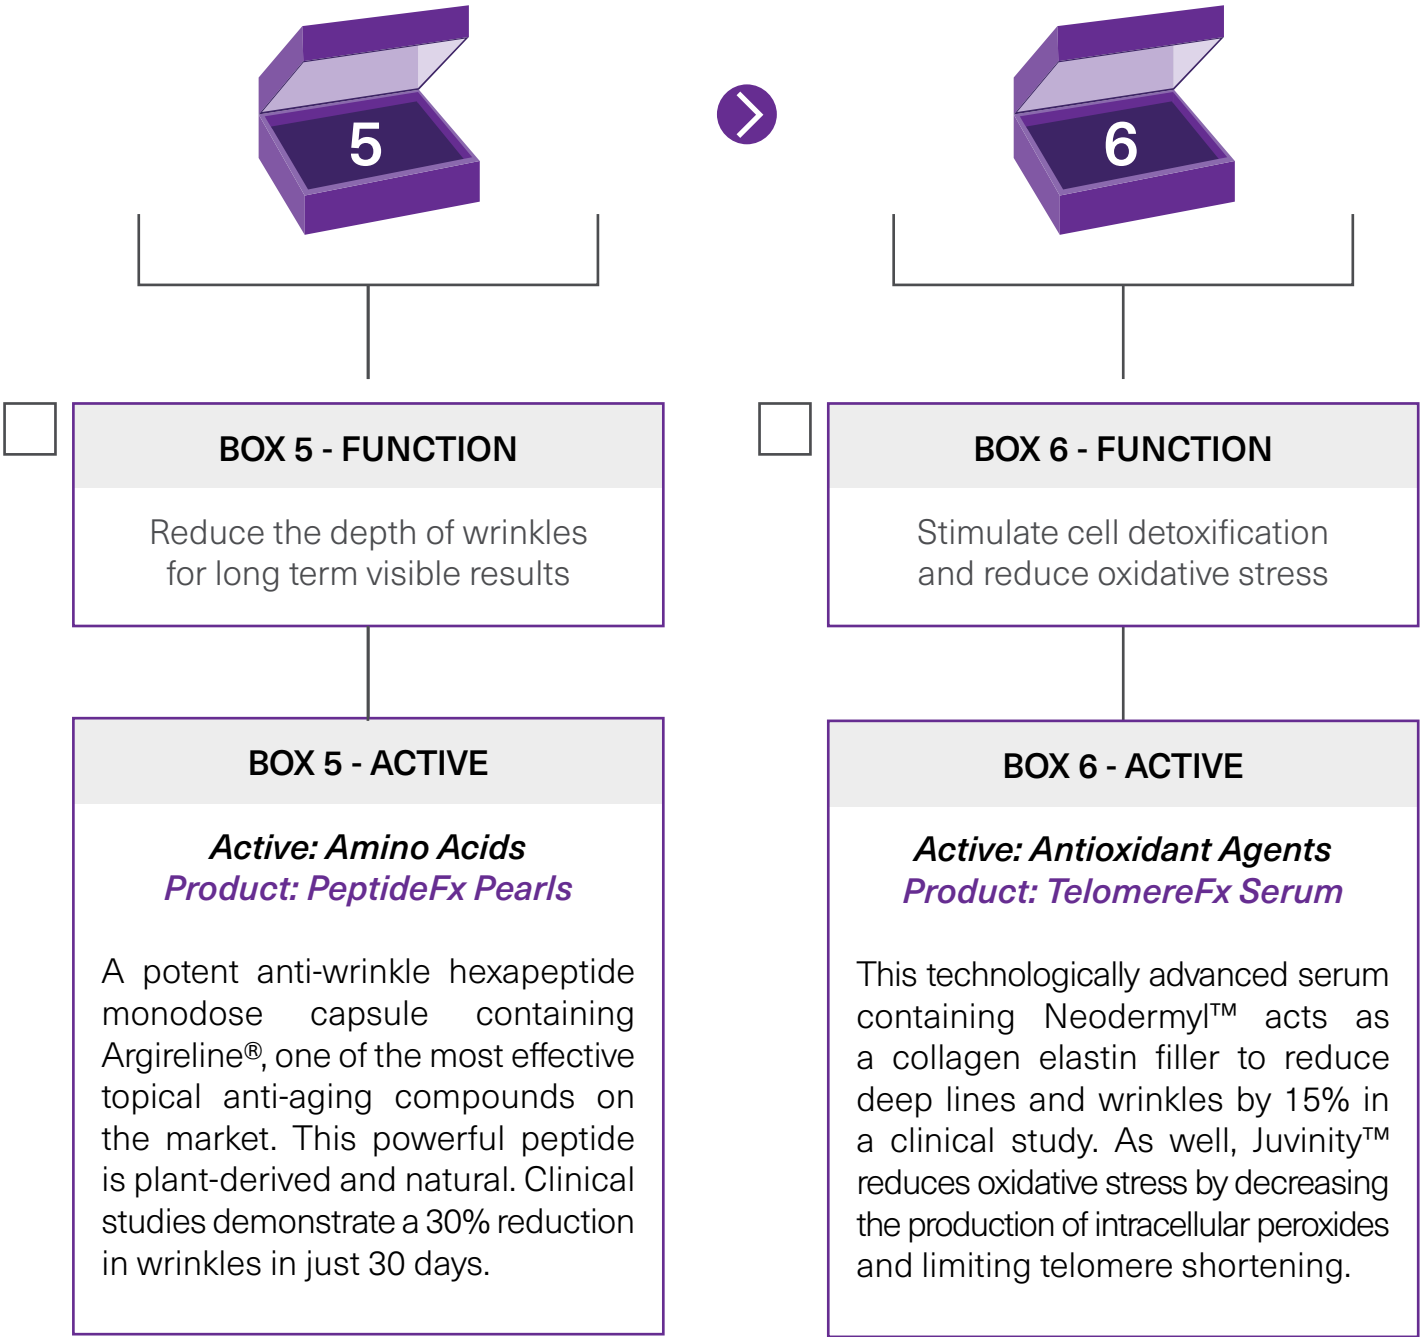 5
6
BOX 5 - FUNCTION
Reduce the depth of wrinkles
for long term visible results
BOX 6 - FUNCTION
Stimulate cell detoxification
and reduce oxidative stress
BOX 5 - ACTIVE
Active: Amino Acids
Product: PeptideFx Pearls
A potent anti-wrinkle hexapeptide
monodose capsule containing
Argireline®, one of the most effective
topical anti-aging compounds on
the market. This powerful peptide
is plant-derived and natural. Clinical
studies demonstrate a 30% reduction
in wrinkles in just 30 days.
BOX 6 - ACTIVE
Active: Antioxidant Agents
Product: TelomereFx Serum
This technologically advanced serum
containing Neodermyl™ acts as
a collagen elastin filler to reduce
deep lines and wrinkles by 15% in
a clinical study. As well, Juvinity™
reduces oxidative stress by decreasing
the production of intracellular peroxides
and limiting telomere shortening.